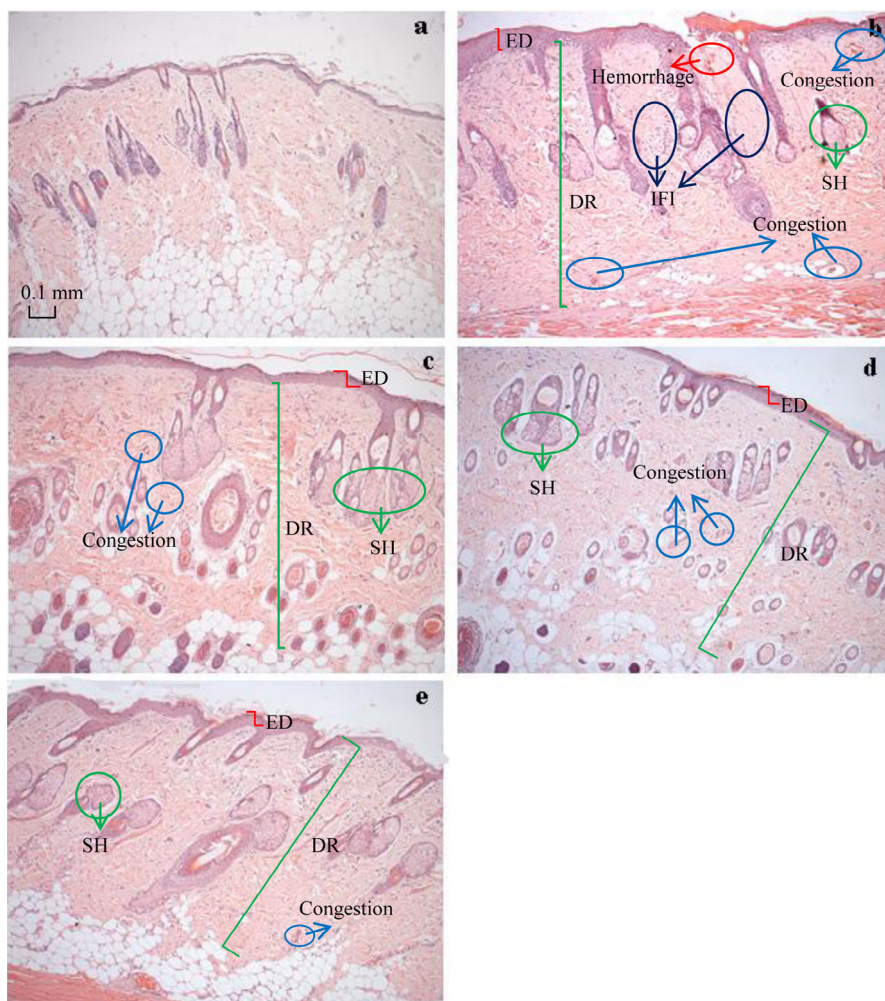 a
0.1 mm
b
ED
Hemorrhage
Congestion
SH
IFI
DR
Congestion
c
ED
Congestion
DR
SH
d
ED
SH
Congestion
DR
e
ED
SH
DR
Congestion